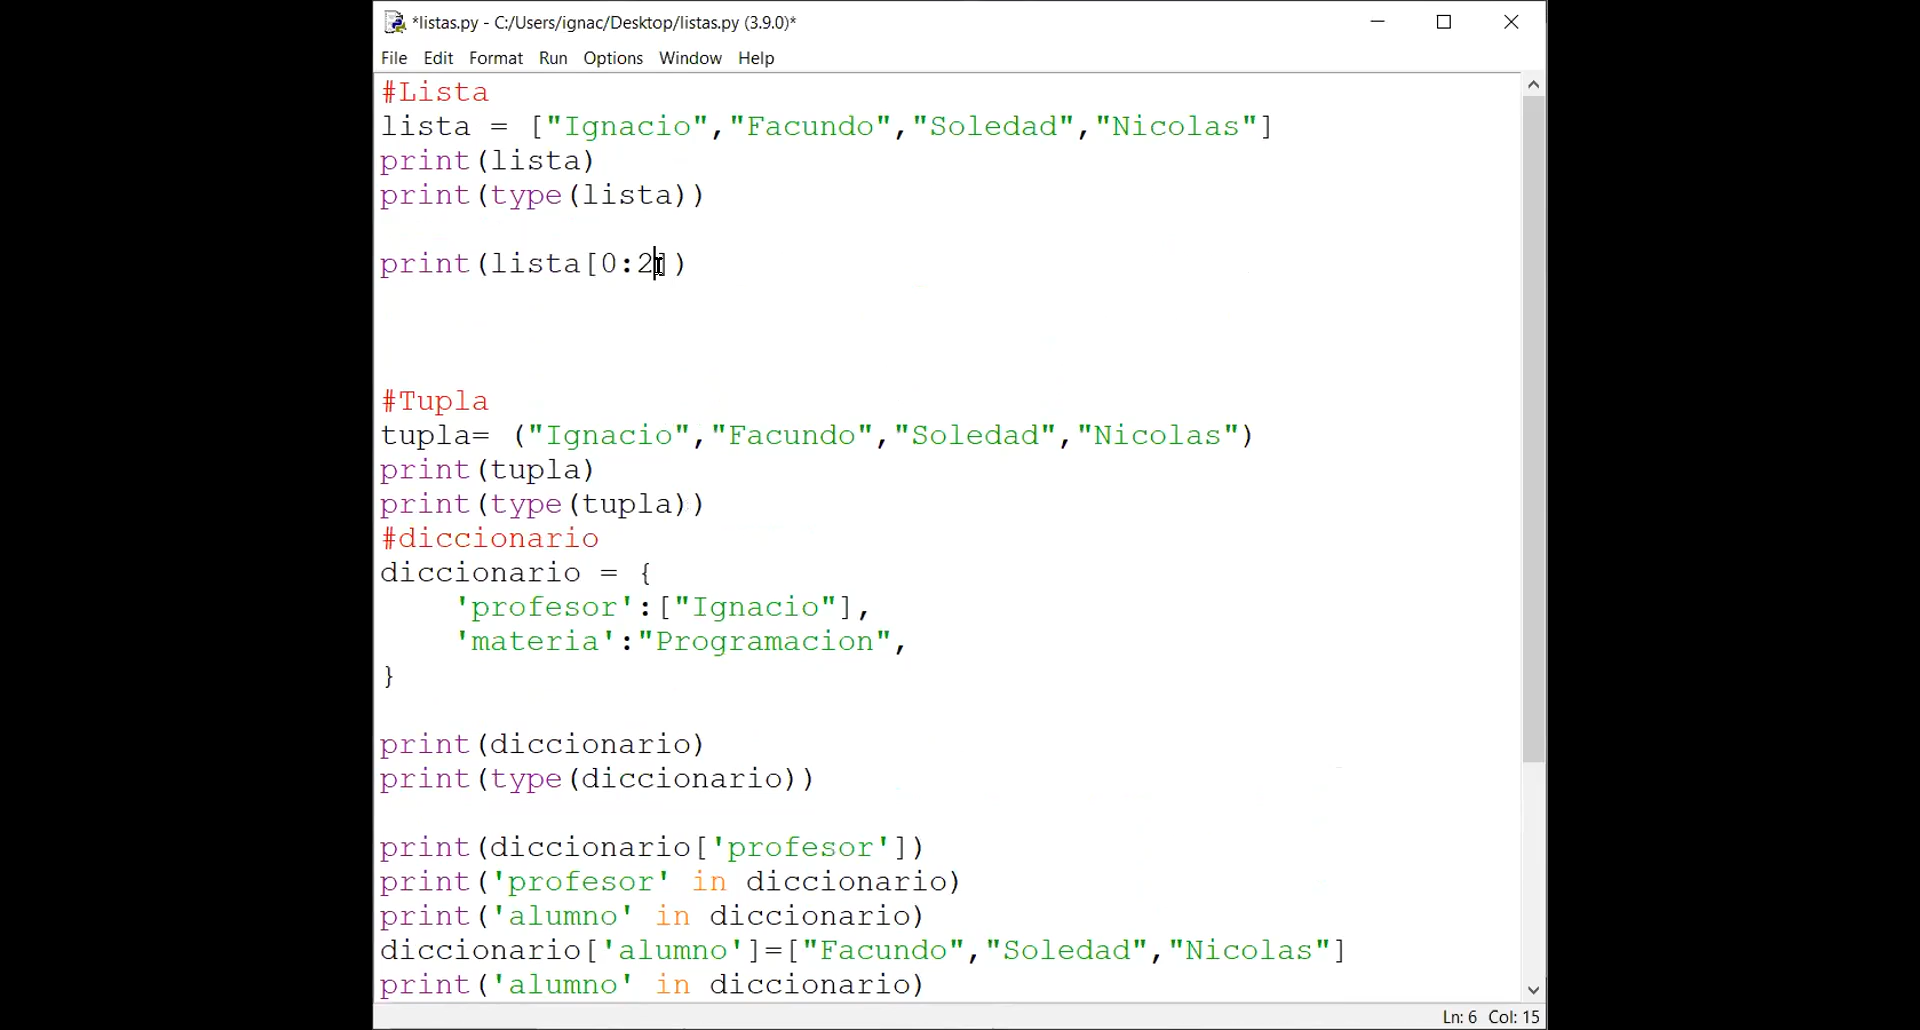 *listas.py - C:/Users/ignac/Desktop/listas.py (3.9.0)*
File Edit Format Run Options Window Help
#Lista
lista = ["Ignacio","Facundo","Soledad","Nicolas"]
print(lista)
print(type(lista))
print(lista[0:2])
#Tupla
tupla= ("Ignacio","Facundo","Soledad","Nicolas")
print(tupla)
print(type(tupla))
#diccionario
diccionario = {
'profesor':["Ignacio"],
'materia':"Programacion",
}
print(diccionario)
print(type(diccionario))
print(diccionario['profesor'])
print('profesor' in diccionario)
print('alumno' in diccionario)
diccionario['alumno']=["Facundo","Soledad","Nicolas"]
print('alumno' in diccionario)
Ln: 6 Col: 15